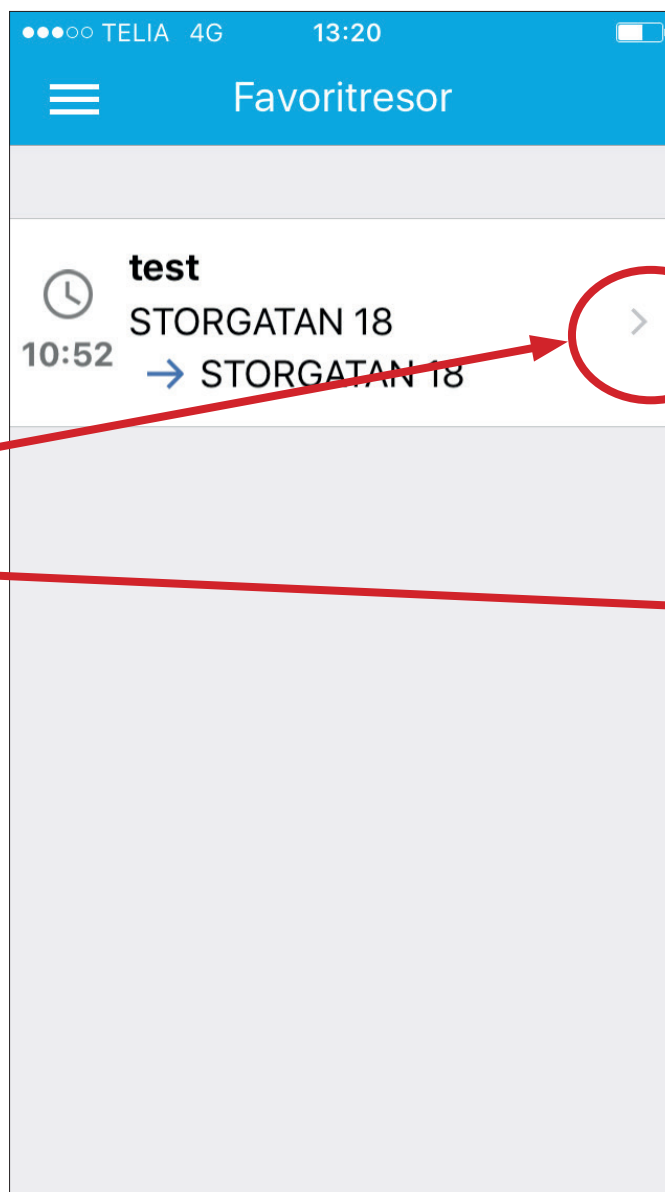 TELIA 4G 13:20
Favoritresor
test
STORGATAN 18
10:52
→ STORGATAN 18